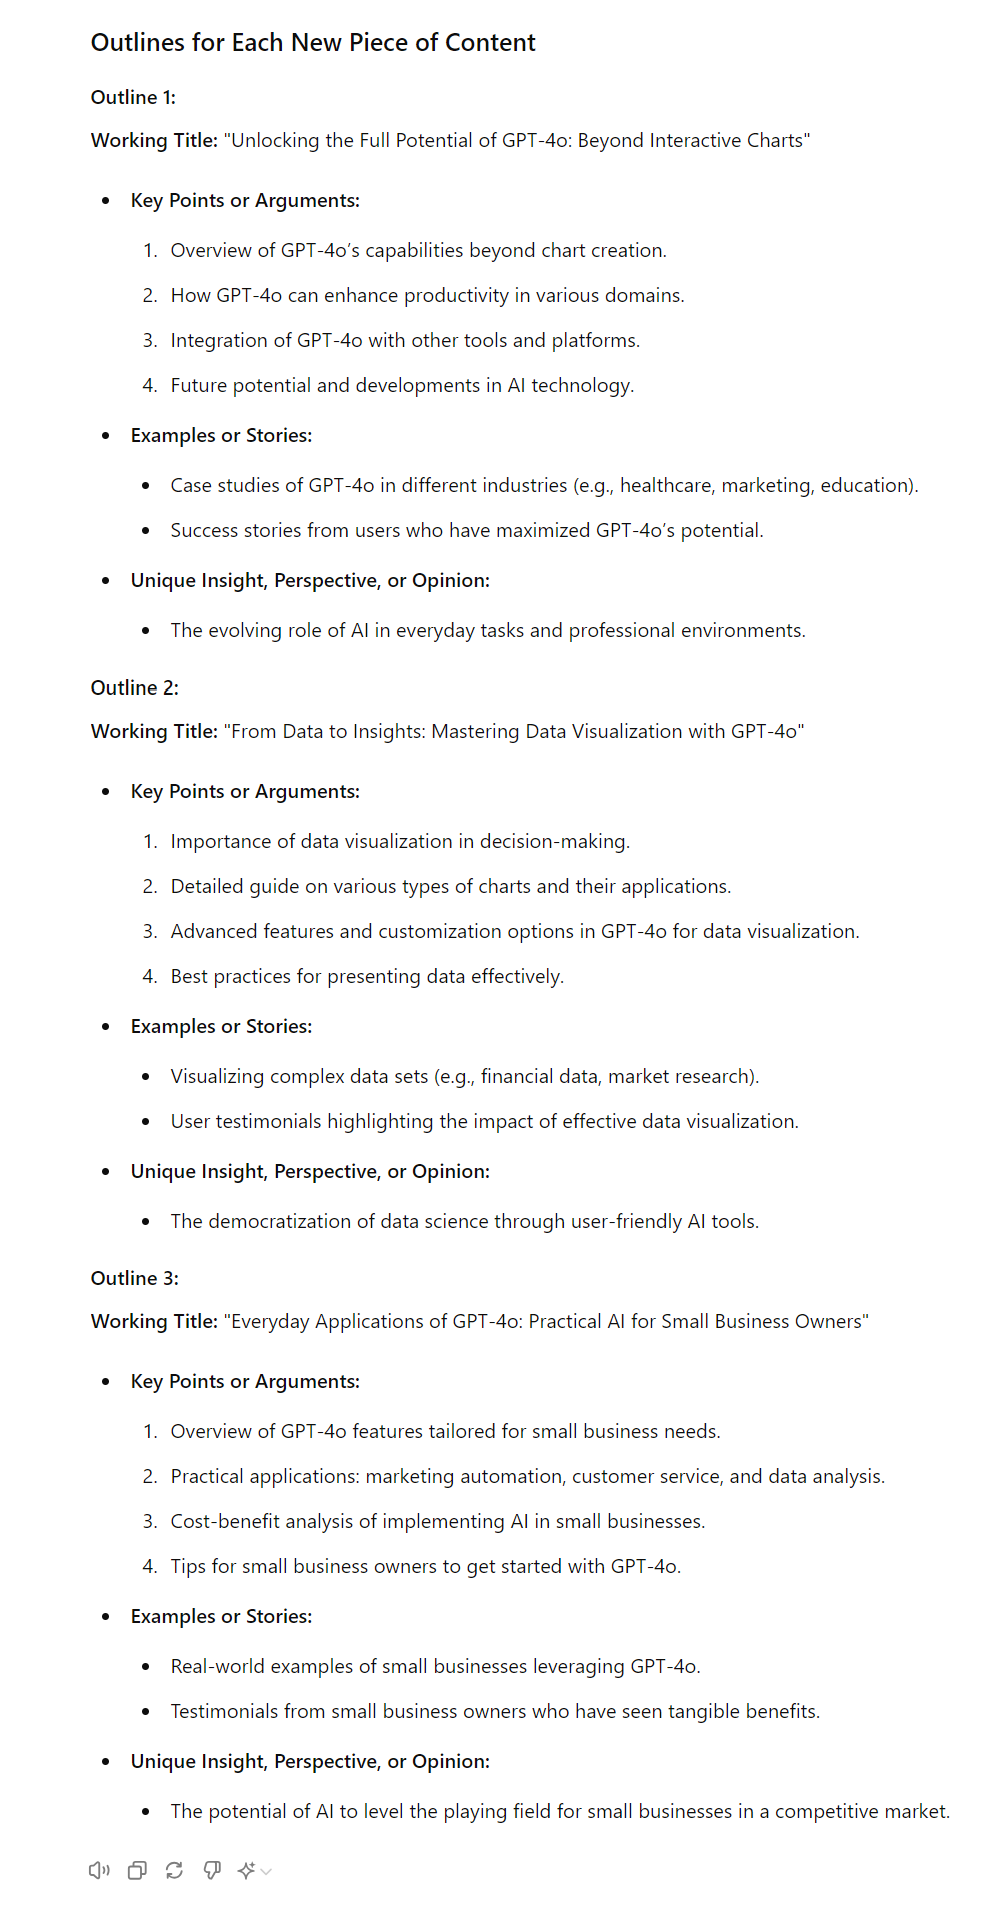 Outlines for Each New Piece of Content
Outline 1:
Working Title: "Unlocking the Full Potential of GPT-4o: Beyond Interactive Charts"
• Key Points or Arguments:
1. Overview of GPT-4o’s capabilities beyond chart creation.
2. How GPT-4o can enhance productivity in various domains.
3. Integration of GPT-4o with other tools and platforms.
4. Future potential and developments in AI technology.
• Examples or Stories:
• Case studies of GPT-4o in different industries (e.g., healthcare, marketing, education).
• Success stories from users who have maximized GPT-4o’s potential.
• Unique Insight, Perspective, or Opinion:
• The evolving role of AI in everyday tasks and professional environments.
Outline 2:
Working Title: "From Data to Insights: Mastering Data Visualization with GPT-4o"
• Key Points or Arguments:
1. Importance of data visualization in decision-making.
2. Detailed guide on various types of charts and their applications.
3. Advanced features and customization options in GPT-4o for data visualization.
4. Best practices for presenting data effectively.
• Examples or Stories:
• Visualizing complex data sets (e.g., financial data, market research).
• User testimonials highlighting the impact of effective data visualization.
• Unique Insight, Perspective, or Opinion:
• The democratization of data science through user-friendly AI tools.
Outline 3:
Working Title: "Everyday Applications of GPT-4o: Practical AI for Small Business Owners"
• Key Points or Arguments:
1. Overview of GPT-4o features tailored for small business needs.
2. Practical applications: marketing automation, customer service, and data analysis.
3. Cost-benefit analysis of implementing AI in small businesses.
4. Tips for small business owners to get started with GPT-4o.
• Examples or Stories:
• Real-world examples of small businesses leveraging GPT-4o.
• Testimonials from small business owners who have seen tangible benefits.
• Unique Insight, Perspective, or Opinion:
• The potential of AI to level the playing field for small businesses in a competitive market.